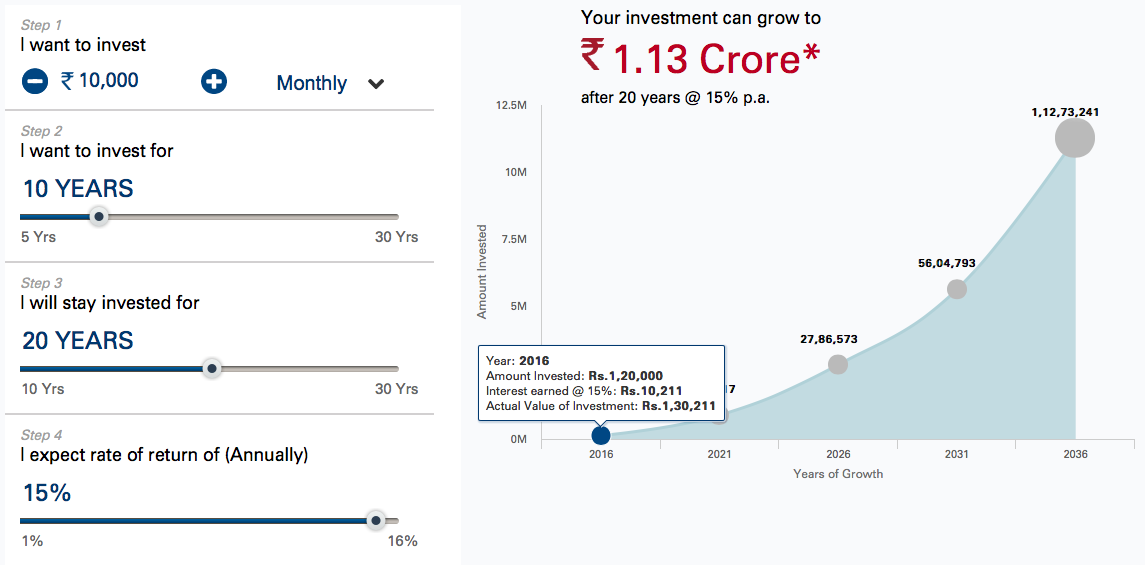 Step 1
I want to invest
₹ 10,000
Monthly
Step 2
I want to invest for
10 YEARS
5 Yrs
30 Yrs
Step 3
I will stay invested for
20 YEARS
10 Yrs
30 Yrs
Step 4
I expect rate of return of (Annually)
15%
1%
16%
Your investment can grow to
₹ 1.13 Crore*
after 20 years @ 15% p.a.
12.5M
10M
7.5M
5M
0M
Amount Invested
1,12,73,241
56,04,793
27,86,573
Year: 2016
Amount Invested: Rs.1,20,000
Interest earned @ 15%: Rs.10,211
Actual Value of Investment: Rs.1,30,211
2016
2021
2026
2031
2036
Years of Growth